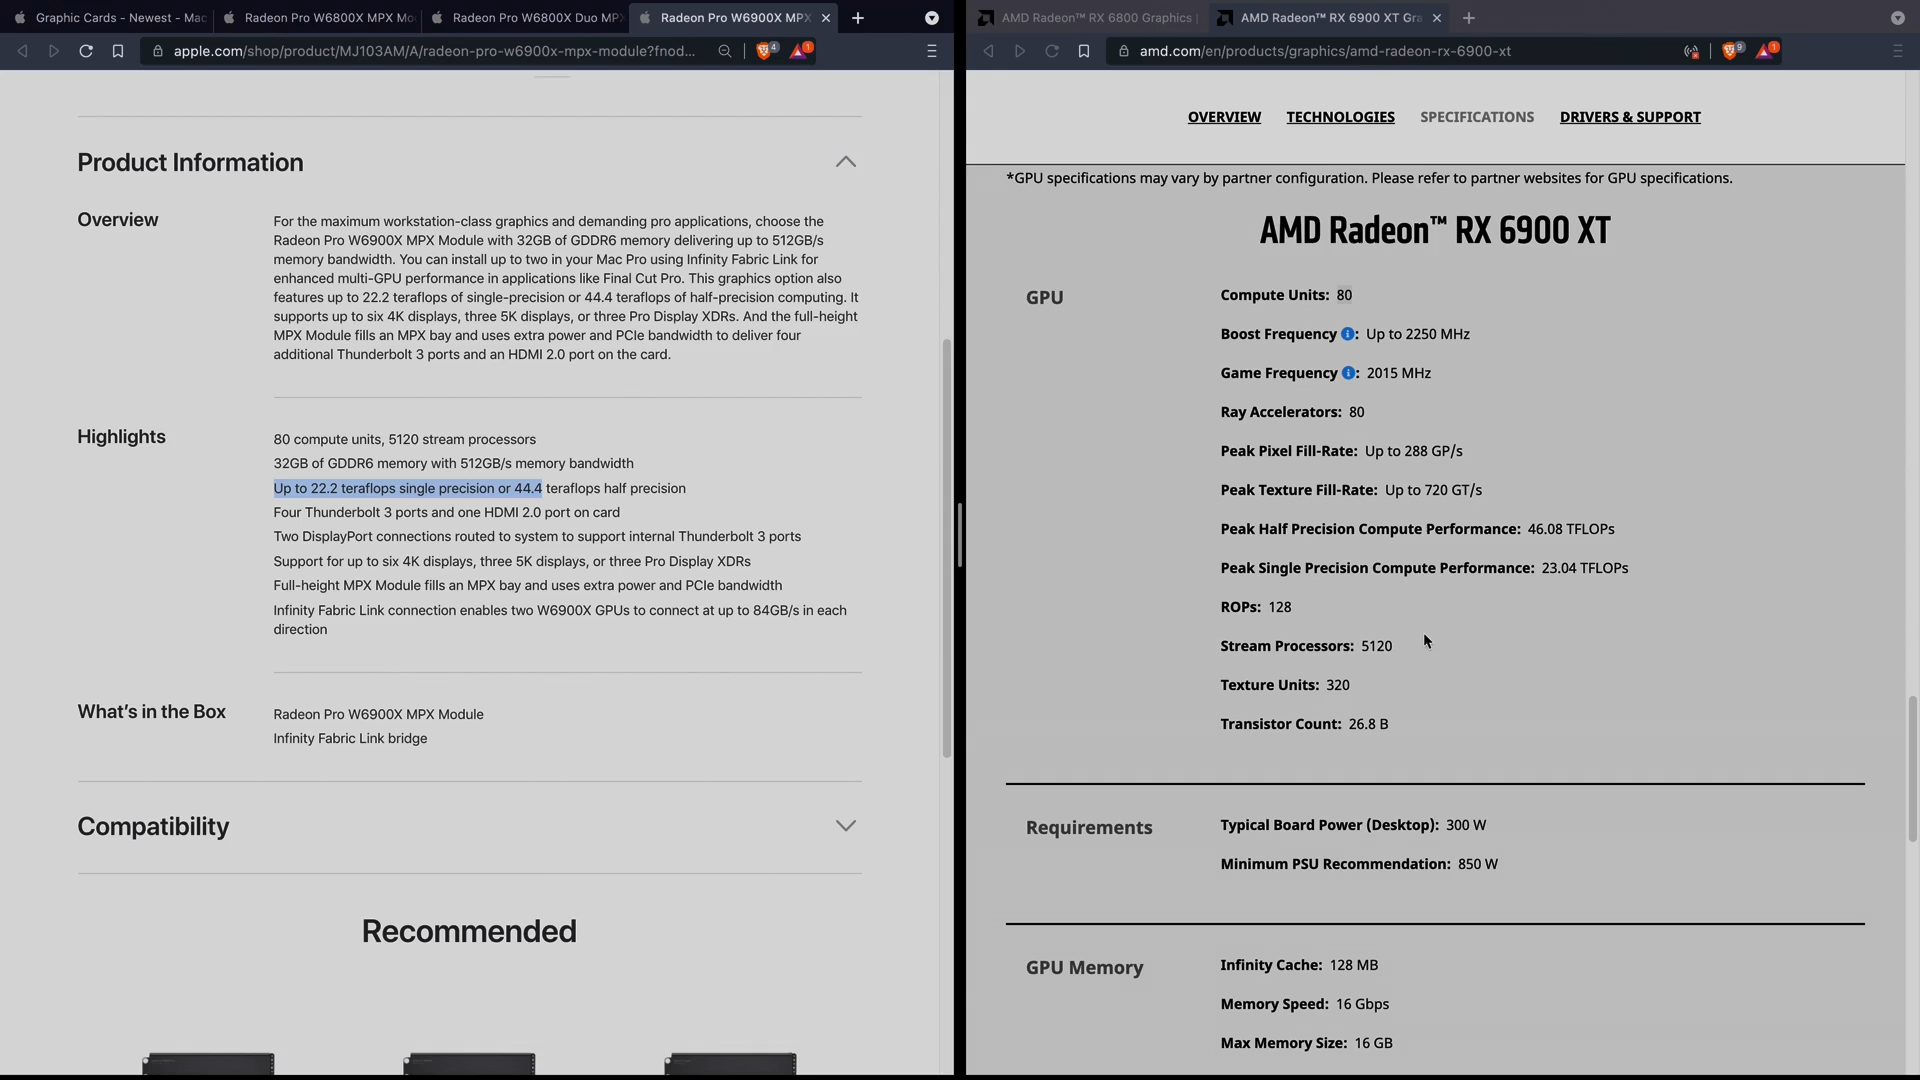 Graphic Cards - Newest - Mac
Radeon Pro W6800X MPX Mo
Radeon Pro W6800X Duo MP
Radeon Pro W6900X MPX
apple.com/shop/product/MJ103AM/A/radeon-pro-w6900x-mpx-module?fnod...
4
1
Product Information
Overview
For the maximum workstation-class graphics and demanding pro applications, choose the
Radeon Pro W6900X MPX Module with 32GB of GDDR6 memory delivering up to 512GB/s
memory bandwidth. You can install up to two in your Mac Pro using Infinity Fabric Link for
enhanced multi-GPU performance in applications like Final Cut Pro. This graphics option also
features up to 22.2 teraflops of single-precision or 44.4 teraflops of half-precision computing. It
supports up to six 4K displays, three 5K displays, or three Pro Display XDRs. And the full-height
MPX Module fills an MPX bay and uses extra power and PCIe bandwidth to deliver four
additional Thunderbolt 3 ports and an HDMI 2.0 port on the card.
Highlights
80 compute units, 5120 stream processors
32GB of GDDR6 memory with 512GB/s memory bandwidth
Up to 22.2 teraflops single precision or 44.4 teraflops half precision
Four Thunderbolt 3 ports and one HDMI 2.0 port on card
Two DisplayPort connections routed to system to support internal Thunderbolt 3 ports
Support for up to six 4K displays, three 5K displays, or three Pro Display XDRs
Full-height MPX Module fills an MPX bay and uses extra power and PCIe bandwidth
Infinity Fabric Link connection enables two W6900X GPUs to connect at up to 84GB/s in each
direction
What's in the Box
Radeon Pro W6900X MPX Module
Infinity Fabric Link bridge
Compatibility
Recommended
AMD Radeon™ RX 6800 Graphics
AMD Radeon™ RX 6900 XT Gra
amd.com/en/products/graphics/amd-radeon-rx-6900-xt
9
1
OVERVIEW
TECHNOLOGIES
SPECIFICATIONS
DRIVERS & SUPPORT
*GPU specifications may vary by partner configuration. Please refer to partner websites for GPU specifications.
AMD Radeon™ RX 6900 XT
GPU
Compute Units: 80
Boost Frequency : Up to 2250 MHz
Game Frequency : 2015 MHz
Ray Accelerators: 80
Peak Pixel Fill-Rate: Up to 288 GP/s
Peak Texture Fill-Rate: Up to 720 GT/s
Peak Half Precision Compute Performance: 46.08 TFLOPs
Peak Single Precision Compute Performance: 23.04 TFLOPs
ROPs: 128
Stream Processors: 5120
Texture Units: 320
Transistor Count: 26.8 B
Requirements
Typical Board Power (Desktop): 300 W
Minimum PSU Recommendation: 850 W
GPU Memory
Infinity Cache: 128 MB
Memory Speed: 16 Gbps
Max Memory Size: 16 GB